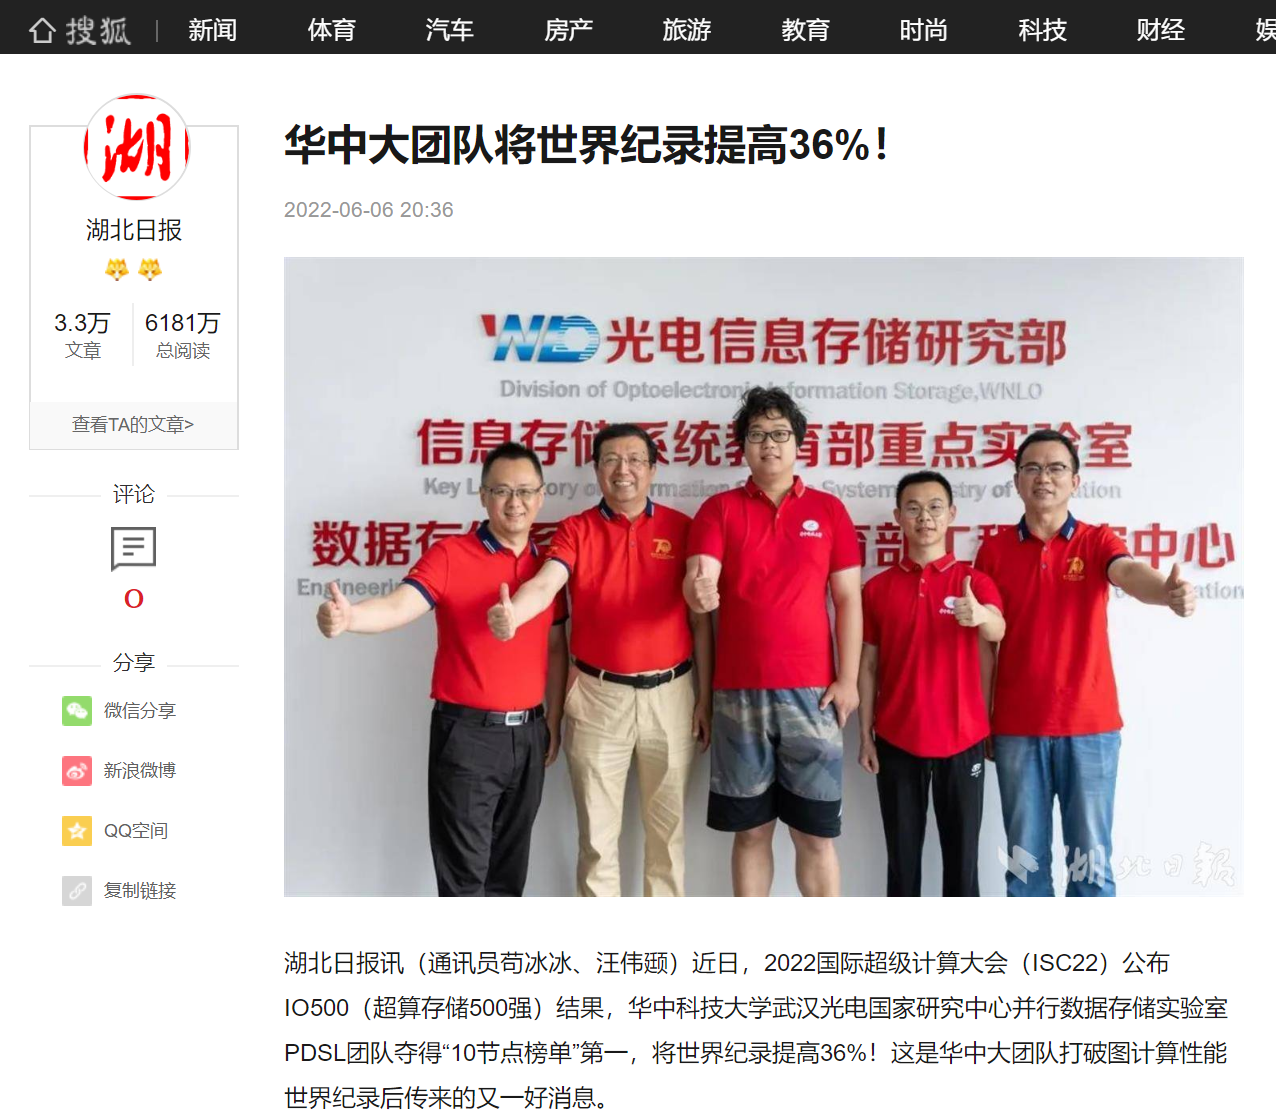 搜狐 | 新闻 体育 汽车 房产 旅游 教育 时尚 科技 财经 娱
湖
湖北日报
3.3万 6181万
文章 总阅读
查看TA的文章>
评论
0
分享
微信分享
新浪微博
QQ空间
复制链接
华中大团队将世界纪录提高36%！
2022-06-06 20:36
光电信息存储研究部
Division of Optoelectronic Information Storage,WNLO
信息存储系统教育部重点实验室
Key
数据存
中心
湖北日報
湖北日报讯（通讯员苟冰冰、汪伟颋）近日，2022国际超级计算大会（ISC22）公布
IO500（超算存储500强）结果，华中科技大学武汉光电国家研究中心并行数据存储实验室
PDSL团队夺得“10节点榜单”第一，将世界纪录提高36%！这是华中大团队打破图计算性能
世界纪录后传来的又一好消息。